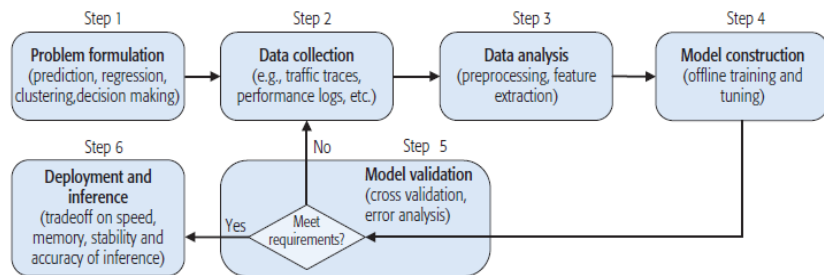 Step 1
Problem formulation
(prediction, regression,
clustering,decision making)
Step 2
Data collection
(e.g., traffic traces,
performance logs, etc.)
Step 3
Data analysis
(preprocessing, feature
extraction)
Step 4
Model construction
(offline training and
tuning)
Step 5
Model validation
(cross validation,
error analysis)
Meet
requirements?
No
Yes
Step 6
Deployment and
inference
(tradeoff on speed,
memory, stability and
accuracy of inference)